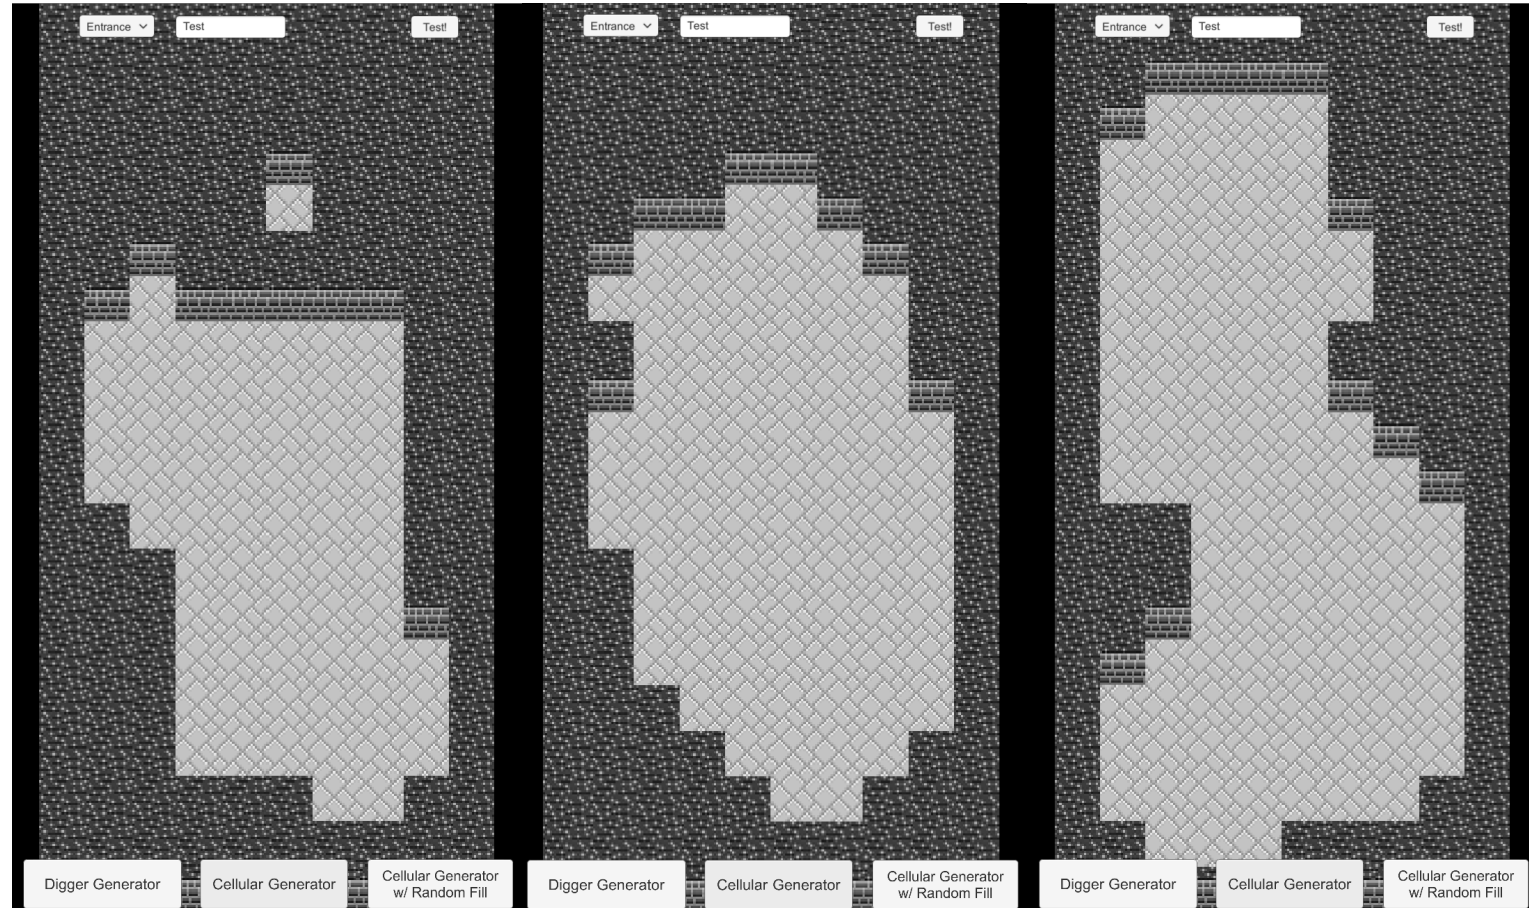 Entrance
Test
Test!
Entrance
Test
Test!
Entrance
Test
Test!
Digger Generator
Cellular Generator
Cellular Generator
w/ Random Fill
Digger Generator
Cellular Generator
Cellular Generator
w/ Random Fill
Digger Generator
Cellular Generator
Cellular Generator
w/ Random Fill